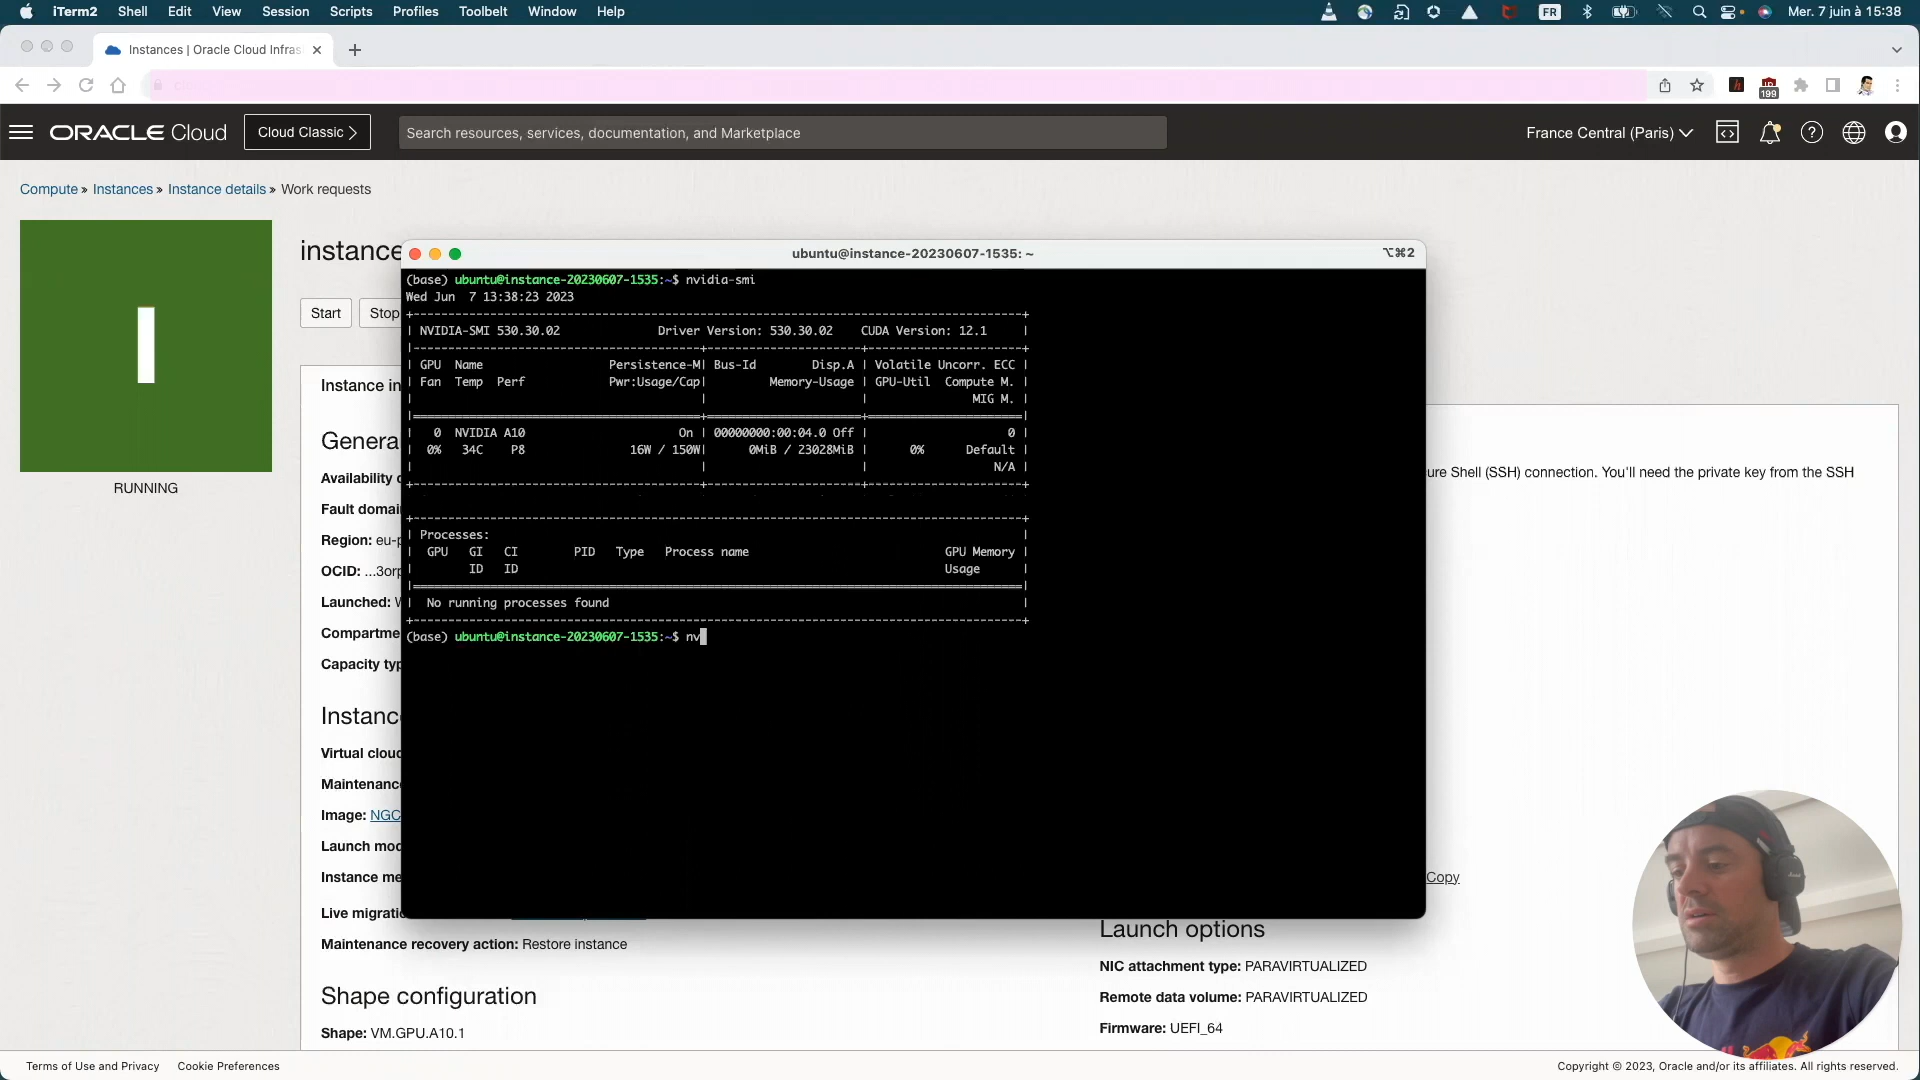 iTerm2 Shell Edit View Session Scripts Profiles Toolbelt Window Help FR Mer. 7 juin à 15:38
Instances | Oracle Cloud Infras
199
ORACLE Cloud Cloud Classic Search resources, services, documentation, and Marketplace France Central (Paris)
Compute » Instances » Instance details » Work requests
instance
RUNNING
Start Stop
Instance in
Genera
Availability
Fault domai
Region: eu-p
OCID: ...3orp
Launched: W
Compartme
Capacity typ
Instanc
Virtual cloud
Maintenanc
Image: NGC
Launch mod
Instance me
Live migratio
Maintenance recovery action: Restore instance
Shape configuration
Shape: VM.GPU.A10.1
ubuntu@instance-20230607-1535: ~ ⌥⌘2
(base) ubuntu@instance-20230607-1535:~$ nvidia-smi
Wed Jun  7 13:38:23 2023
NVIDIA-SMI 530.30.02 Driver Version: 530.30.02 CUDA Version: 12.1
GPU Name Persistence-M| Bus-Id Disp.A | Volatile Uncorr. ECC
Fan Temp Perf Pwr:Usage/Cap| Memory-Usage | GPU-Util Compute M.
MIG M.
0 NVIDIA A10 On | 00000000:00:04.0 Off | 0
0% 34C P8 16W / 150W| 0MiB / 23028MiB | 0% Default
N/A
Processes:
GPU GI CI PID Type Process name GPU Memory
ID ID Usage
No running processes found
(base) ubuntu@instance-20230607-1535:~$ nv
ure Shell (SSH) connection. You'll need the private key from the SSH
Copy
Launch options
NIC attachment type: PARAVIRTUALIZED
Remote data volume: PARAVIRTUALIZED
Firmware: UEFI_64
Terms of Use and Privacy Cookie Preferences
Copyright © 2023, Oracle and/or its affiliates. All rights reserved.